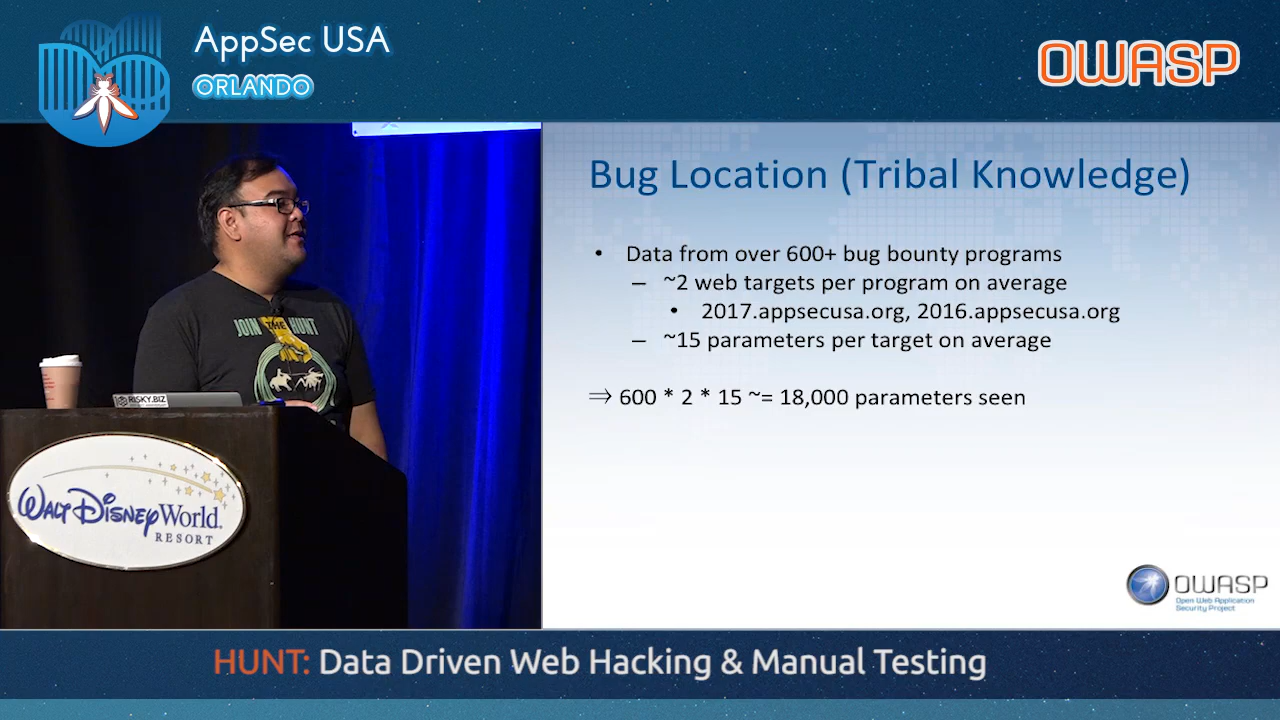 AppSec USA
ORLANDO
OWASP
JOIN THE HUNT
RISKY.BIZ
WALT DISNEY World.
RESORT
Bug Location (Tribal Knowledge)
• Data from over 600+ bug bounty programs
– ~2 web targets per program on average
• 2017.appsecusa.org, 2016.appsecusa.org
– ~15 parameters per target on average
⇒ 600 * 2 * 15 ~= 18,000 parameters seen
OWASP
Open Web Application
Security Project
HUNT: Data Driven Web Hacking & Manual Testing